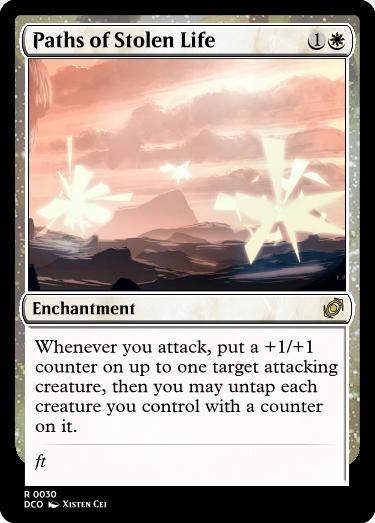 Paths of Stolen Life 1
Enchantment
Whenever you attack, put a +1/+1
counter on up to one target attacking
creature, then you may untap each
creature you control with a counter
on it.
ft
R 0030
DCO XISTEN CEI